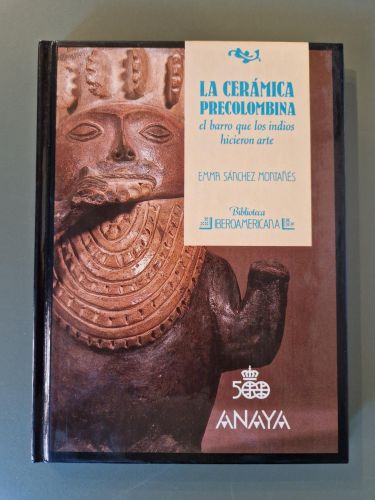 LA CERÁMICA
PRECOLOMBINA
el barro que los indios
hicieron arte
EMMA SÁNCHEZ MONTAÑÉS
Biblioteca
IBEROAMERICANA
500
ANAYA